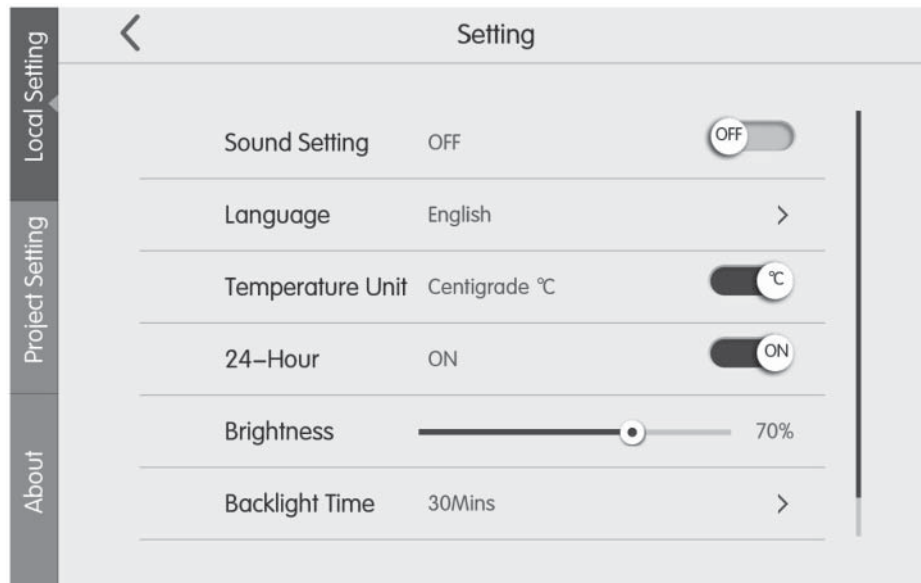 Setting
Local Setting
Project Setting
About
Sound Setting OFF OFF
Language English
Temperature Unit Centigrade ℃ ℃
24–Hour ON ON
Brightness 70%
Backlight Time 30Mins